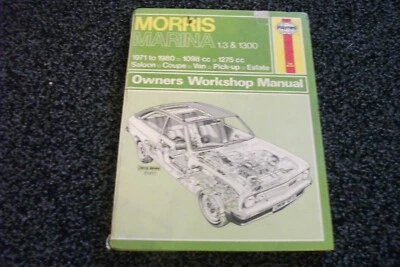 MORRIS
Haynes
MARINA 1.3 & 1300
1971 to 1980 □ 1098 cc □ 1275 cc
Saloon □ Coupe □ Van □ Pick-up □ Estate
Owners Workshop Manual